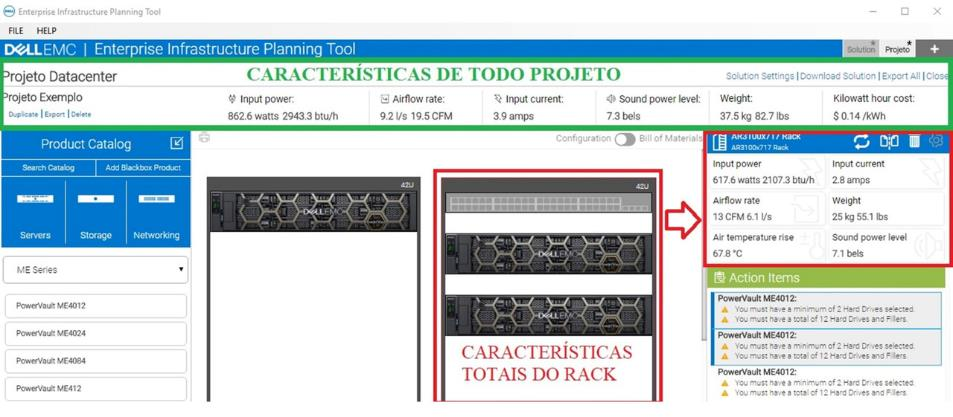 Enterprise Infrastructure Planning Tool
FILE HELP
DELLEMC | Enterprise Infrastructure Planning Tool
Solution * Projeto * +
Projeto Datacenter CARACTERÍSTICAS DE TODO PROJETO Solution Settings | Download Solution | Export All | Close
Projeto Exemplo
Duplicate | Export | Delete
Input power: Airflow rate: Input current: Sound power level: Weight: Kilowatt hour cost:
862.6 watts 2943.3 btu/h 9.2 l/s 19.5 CFM 3.9 amps 7.3 bels 37.5 kg 82.7 lbs $ 0.14 /kWh
Product Catalog
Search Catalog Add Blackbox Product
Servers Storage Networking
ME Series
PowerVault ME4012
PowerVault ME4024
PowerVault ME4084
PowerVault ME412
Configuration Bill of Materials
42U
DELLEMC
42U
DELLEMC
DELLEMC
CARACTERÍSTICAS
TOTAIS DO RACK
AR3100x717 Rack
AR3100x717 Rack
Input power Input current
617.6 watts 2107.3 btu/h 2.8 amps
Airflow rate Weight
13 CFM 6.1 l/s 25 kg 55.1 lbs
Air temperature rise Sound power level
67.8 °C 7.1 bels
Action Items
PowerVault ME4012:
You must have a minimum of 2 Hard Drives selected.
You must have a total of 12 Hard Drives and Fillers.
PowerVault ME4012:
You must have a minimum of 2 Hard Drives selected.
You must have a total of 12 Hard Drives and Fillers.
PowerVault ME4012:
You must have a minimum of 2 Hard Drives selected.
You must have a total of 12 Hard Drives and Fillers.